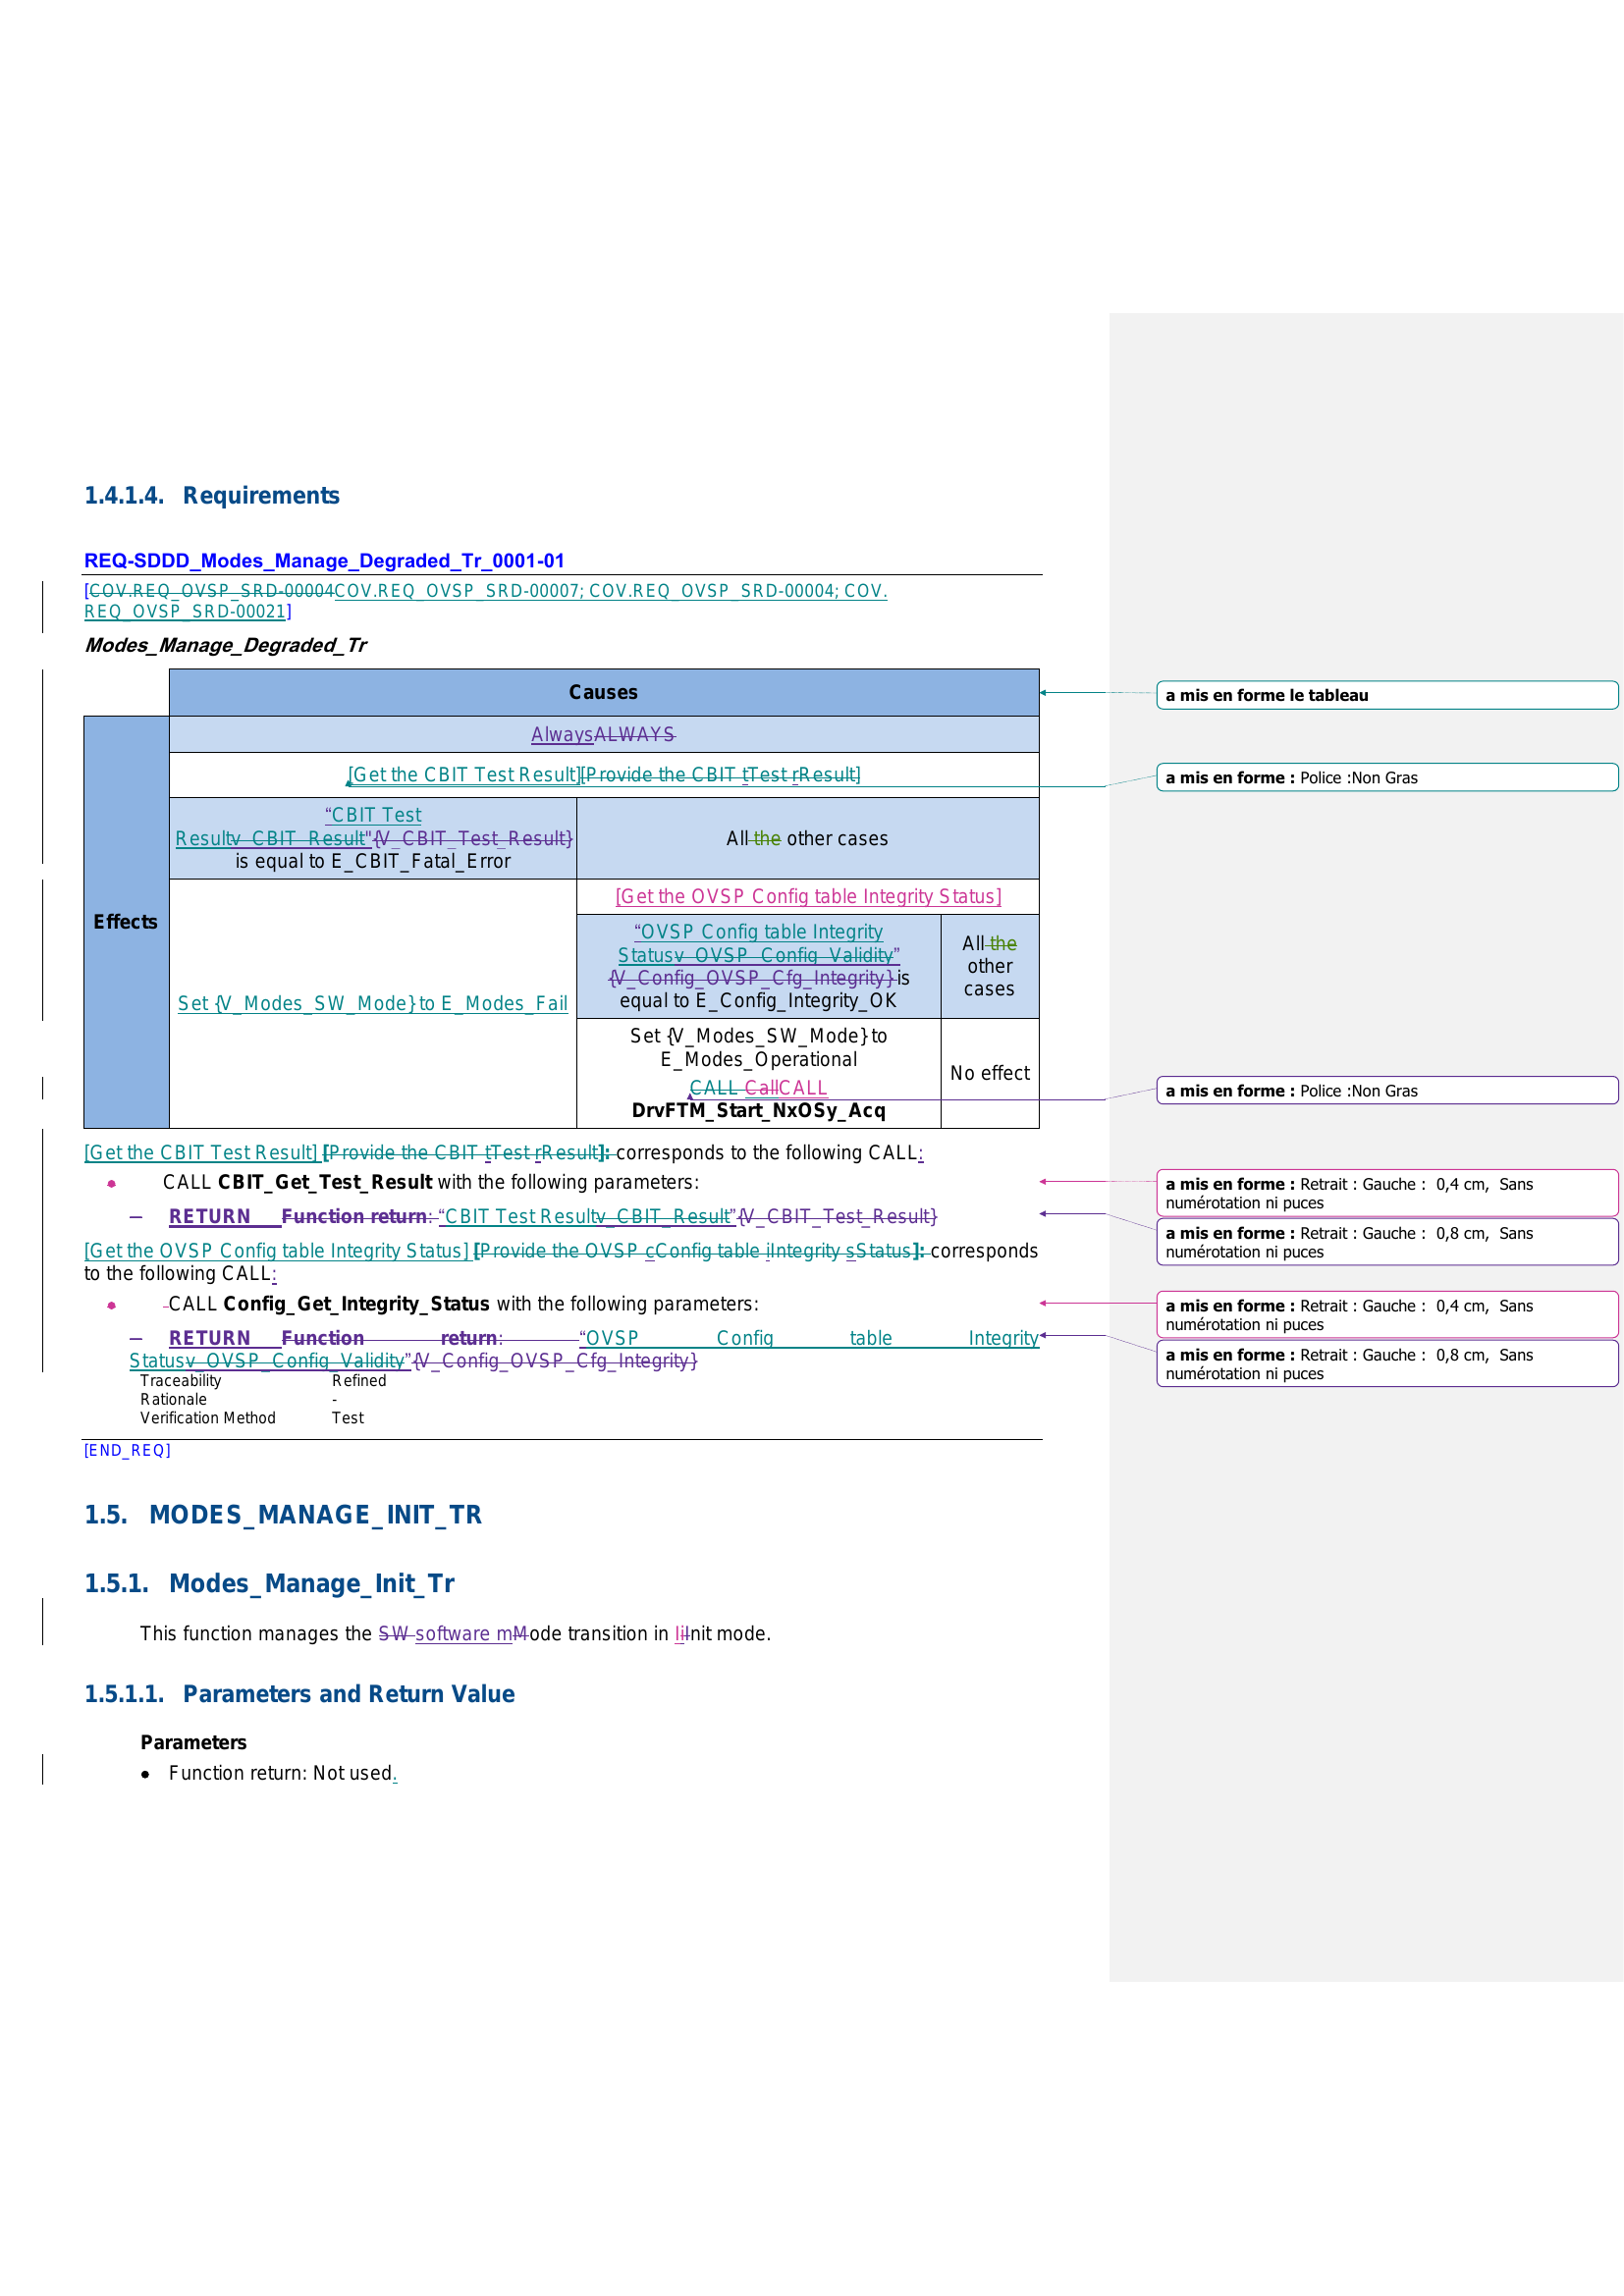 1.4.1.4. Requirements
REQ-SDDD_Modes_Manage_Degraded_Tr_0001-01
[COV.REQ_OVSP_SRD-00004COV.REQ_OVSP_SRD-00007; COV.REQ_OVSP_SRD-00004; COV.
REQ_OVSP_SRD-00021]
Modes_Manage_Degraded_Tr
Causes
a mis en forme le tableau
AlwaysALWAYS
[Get the CBIT Test Result][Provide the CBIT tTest rResult]
a mis en forme : Police :Non Gras
Effects
“CBIT Test
Resultv_CBIT_Result”{V_CBIT_Test_Result}
is equal to E_CBIT_Fatal_Error
All the other cases
Set {V_Modes_SW_Mode} to E_Modes_Fail
[Get the OVSP Config table Integrity Status]
“OVSP Config table Integrity
Statusv_OVSP_Config_Validity”
{V_Config_OVSP_Cfg_Integrity} is
equal to E_Config_Integrity_OK
All the
other
cases
Set {V_Modes_SW_Mode} to
E_Modes_Operational
CALL CallCALL
DrvFTM_Start_NxOSy_Acq
No effect
a mis en forme : Police :Non Gras
[Get the CBIT Test Result] [Provide the CBIT tTest rResult]: corresponds to the following CALL:
● CALL CBIT_Get_Test_Result with the following parameters:
a mis en forme : Retrait : Gauche : 0,4 cm, Sans
numérotation ni puces
— RETURN Function return: “CBIT Test Resultv_CBIT_Result”{V_CBIT_Test_Result}
a mis en forme : Retrait : Gauche : 0,8 cm, Sans
numérotation ni puces
[Get the OVSP Config table Integrity Status] [Provide the OVSP cConfig table iIntegrity sStatus]: corresponds
to the following CALL:
● CALL Config_Get_Integrity_Status with the following parameters:
a mis en forme : Retrait : Gauche : 0,4 cm, Sans
numérotation ni puces
— RETURN Function return: “OVSP Config table Integrity
Statusv_OVSP_Config_Validity”{V_Config_OVSP_Cfg_Integrity}
a mis en forme : Retrait : Gauche : 0,8 cm, Sans
numérotation ni puces
Traceability Refined
Rationale -
Verification Method Test
[END_REQ]
1.5. MODES_MANAGE_INIT_TR
1.5.1. Modes_Manage_Init_Tr
This function manages the SW software mMode transition in IiInit mode.
1.5.1.1. Parameters and Return Value
Parameters
● Function return: Not used.